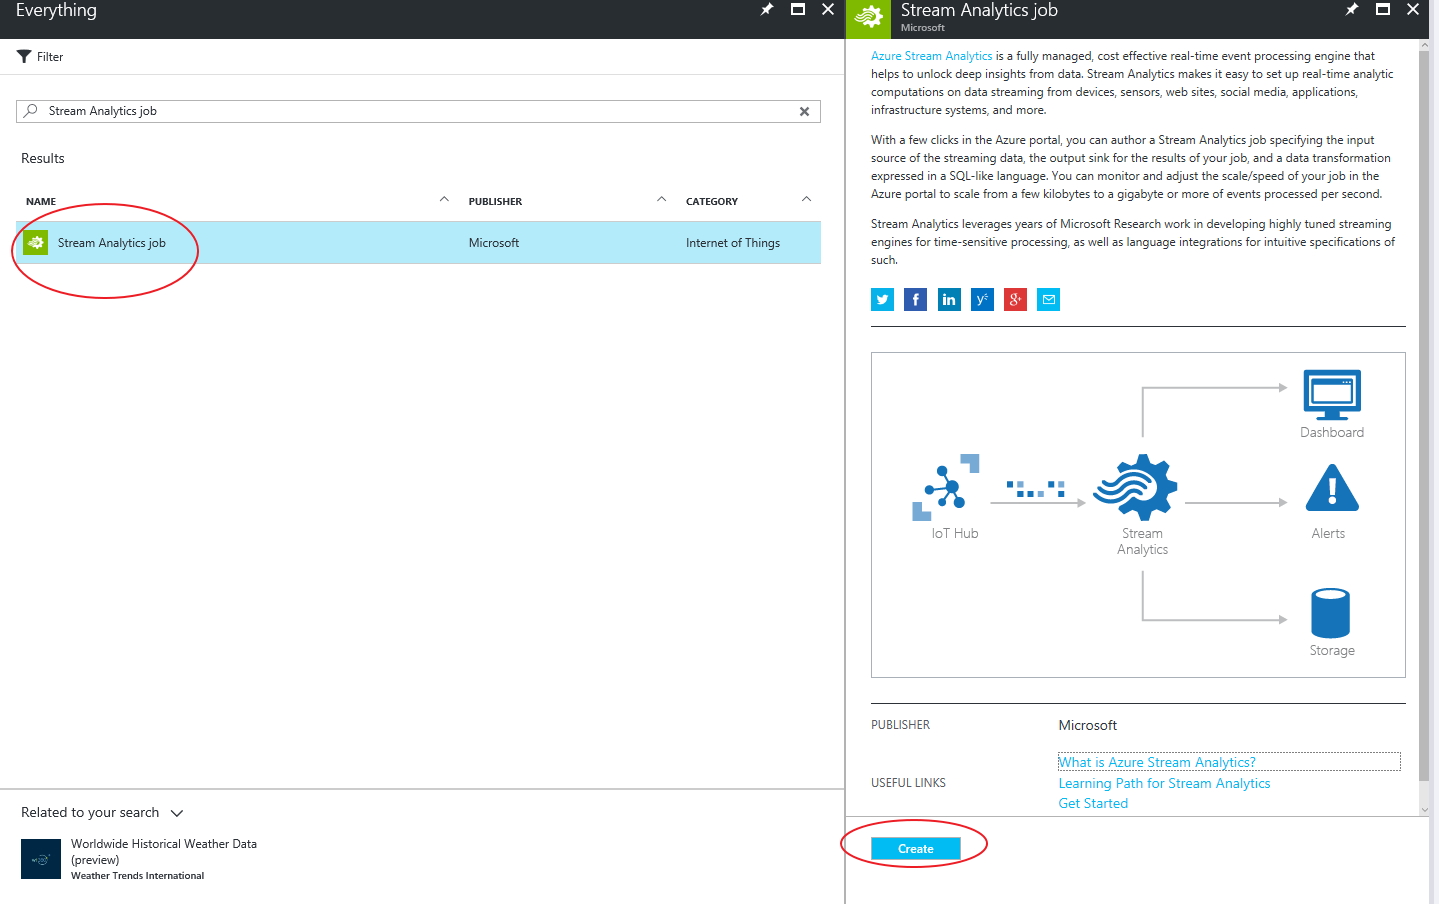 Everything
Filter
Stream Analytics job
Results
NAME PUBLISHER CATEGORY
Stream Analytics job Microsoft Internet of Things
Related to your search
Worldwide Historical Weather Data
(preview)
Weather Trends International
Stream Analytics job
Microsoft
Azure Stream Analytics is a fully managed, cost effective real-time event processing engine that
helps to unlock deep insights from data. Stream Analytics makes it easy to set up real-time analytic
computations on data streaming from devices, sensors, web sites, social media, applications,
infrastructure systems, and more.
With a few clicks in the Azure portal, you can author a Stream Analytics job specifying the input
source of the streaming data, the output sink for the results of your job, and a data transformation
expressed in a SQL-like language. You can monitor and adjust the scale/speed of your job in the
Azure portal to scale from a few kilobytes to a gigabyte or more of events processed per second.
Stream Analytics leverages years of Microsoft Research work in developing highly tuned streaming
engines for time-sensitive processing, as well as language integrations for intuitive specifications of
such.
Dashboard
IoT Hub
Stream
Analytics
Alerts
Storage
PUBLISHER Microsoft
What is Azure Stream Analytics?
USEFUL LINKS Learning Path for Stream Analytics
Get Started
Create